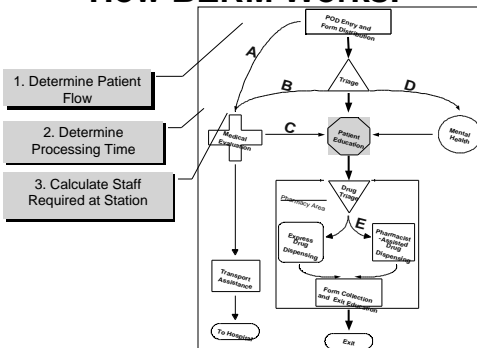 How BERM Works:
1. Determine Patient
Flow
2. Determine
Processing Time
3. Calculate Staff
Required at Station
POD Entry and
Form Distribution
A
Triage
B
D
Medical
Evaluation
C
Patient
Education
Mental
Health
Drug
Triage
Pharmacy Area
E
Express
Drug
Dispensing
Pharmacist
-Assisted
Drug
Dispensing
Transport
Assistance
Form Collection
and Exit Education
To Hospital
Exit